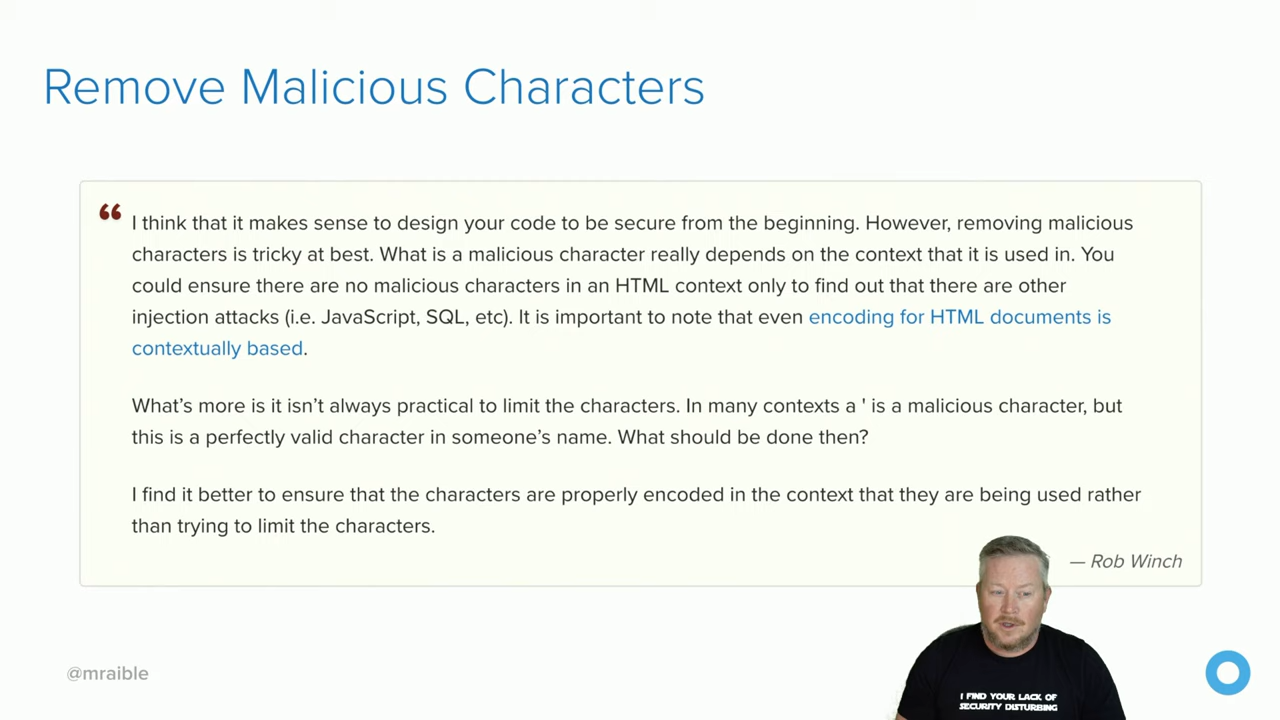 Remove Malicious Characters
“ I think that it makes sense to design your code to be secure from the beginning. However, removing malicious
characters is tricky at best. What is a malicious character really depends on the context that it is used in. You
could ensure there are no malicious characters in an HTML context only to find out that there are other
injection attacks (i.e. JavaScript, SQL, etc). It is important to note that even encoding for HTML documents is
contextually based.
What’s more is it isn’t always practical to limit the characters. In many contexts a ' is a malicious character, but
this is a perfectly valid character in someone’s name. What should be done then?
I find it better to ensure that the characters are properly encoded in the context that they are being used rather
than trying to limit the characters.
— Rob Winch
@mraible
I FIND YOUR LACK OF
SECURITY DISTURBING